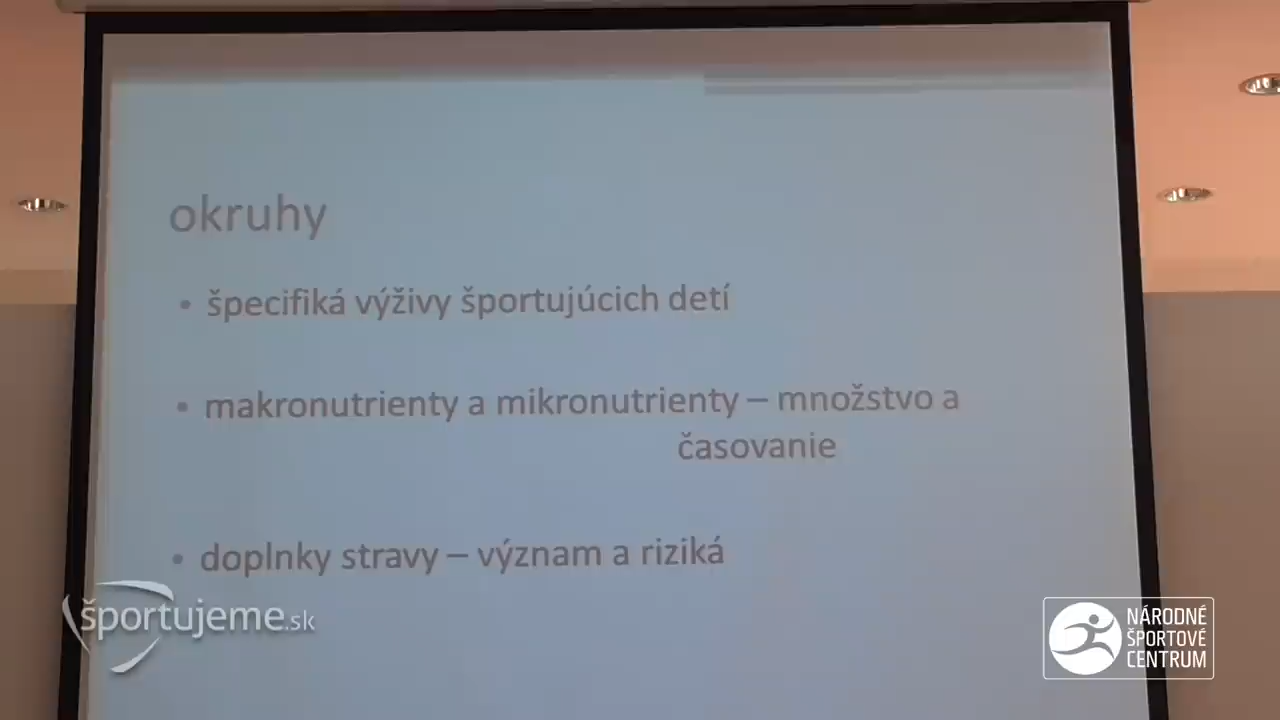 okruhy
• špecifiká výživy športujúcich detí
• makronutrienty a mikronutrienty – množstvo a
časovanie
• doplnky stravy – význam a riziká
športujeme.sk
NÁRODNÉ
ŠPORTOVÉ
CENTRUM